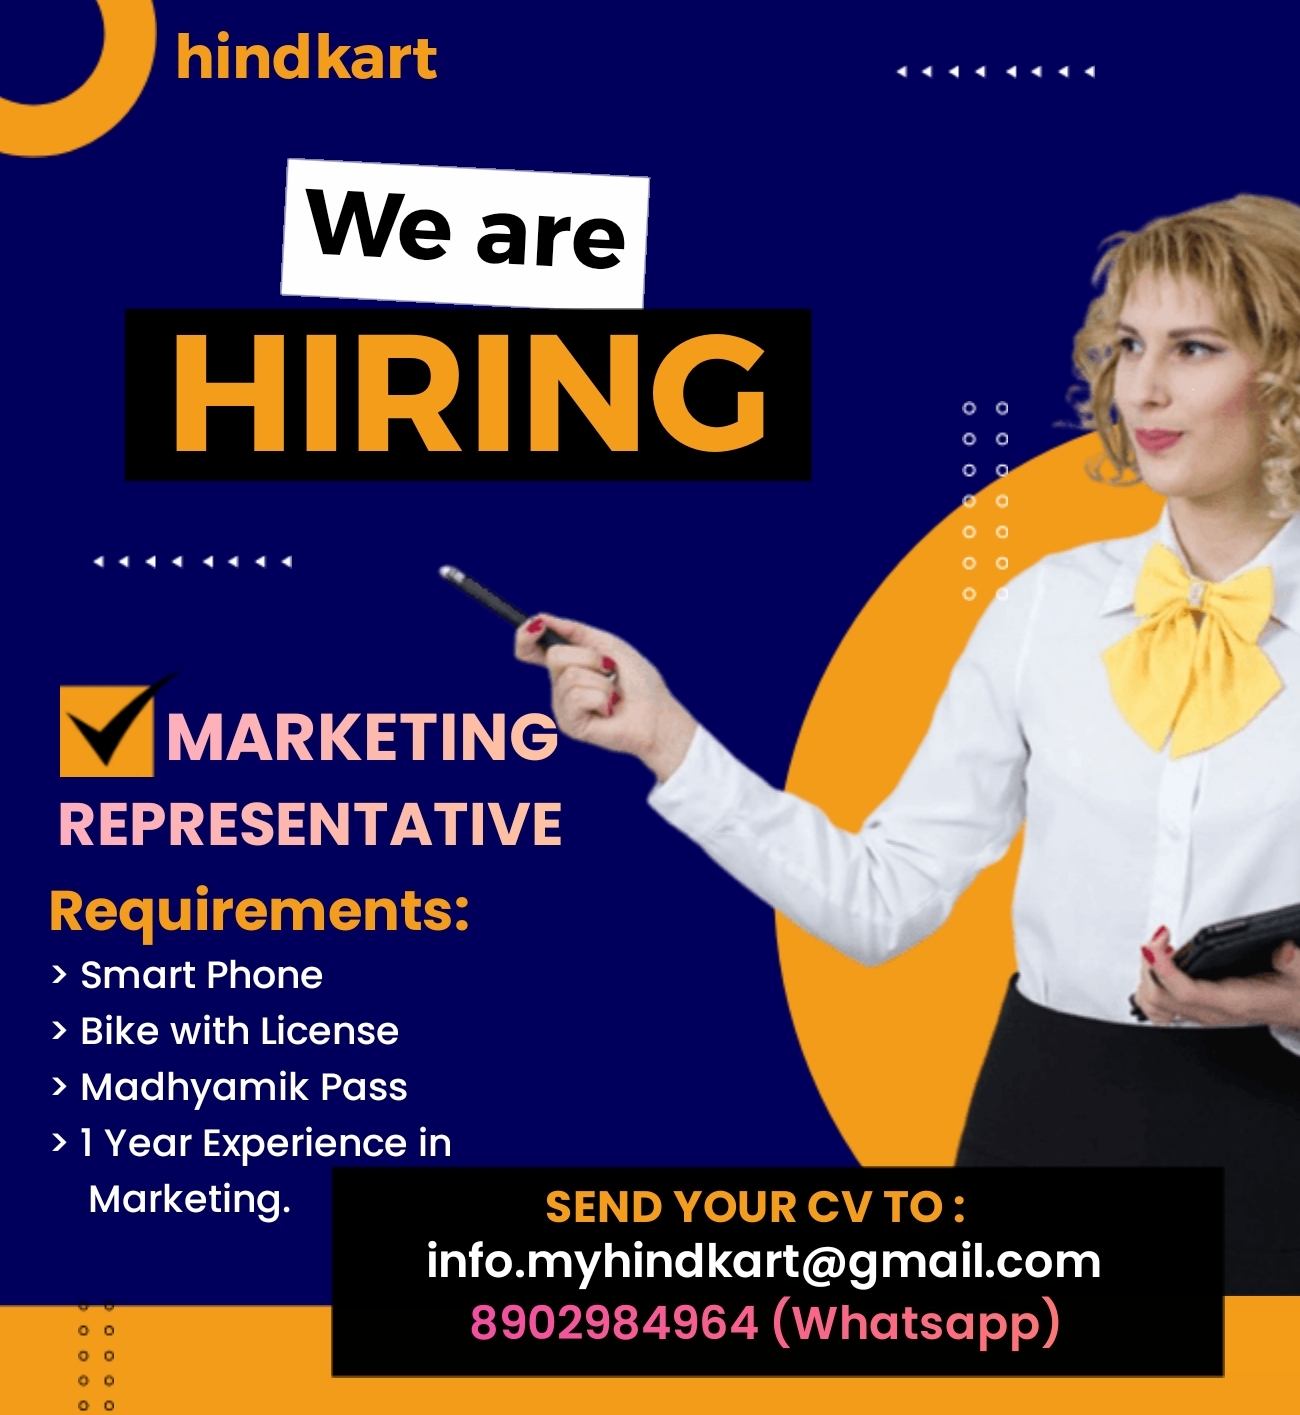 hindkart
We are
HIRING
MARKETING
REPRESENTATIVE
Requirements:
> Smart Phone
> Bike with License
> Madhyamik Pass
> 1 Year Experience in
Marketing.
SEND YOUR CV TO :
info.myhindkart@gmail.com
8902984964 (Whatsapp)